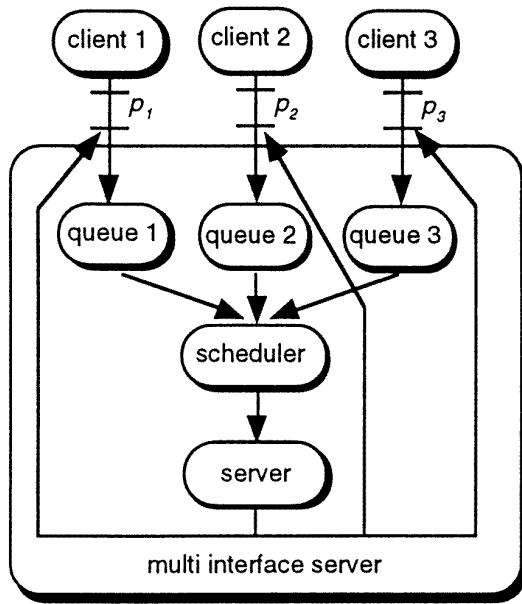 client 1
client 2
client 3
p1
p2
p3
queue 1
queue 2
queue 3
scheduler
server
multi interface server